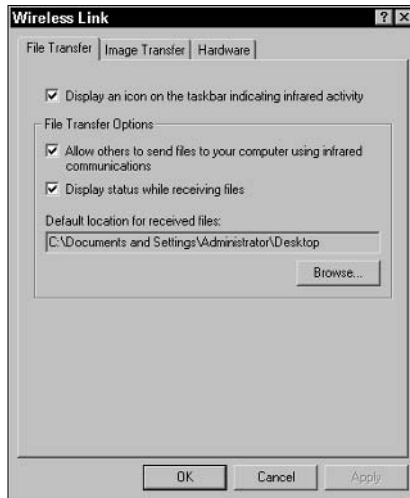 Wireless Link
File Transfer Image Transfer Hardware
Display an icon on the taskbar indicating infrared activity
File Transfer Options
Allow others to send files to your computer using infrared
communications
Display status while receiving files
Default location for received files:
C:\Documents and Settings\Administrator\Desktop
Browse...
OK Cancel Apply